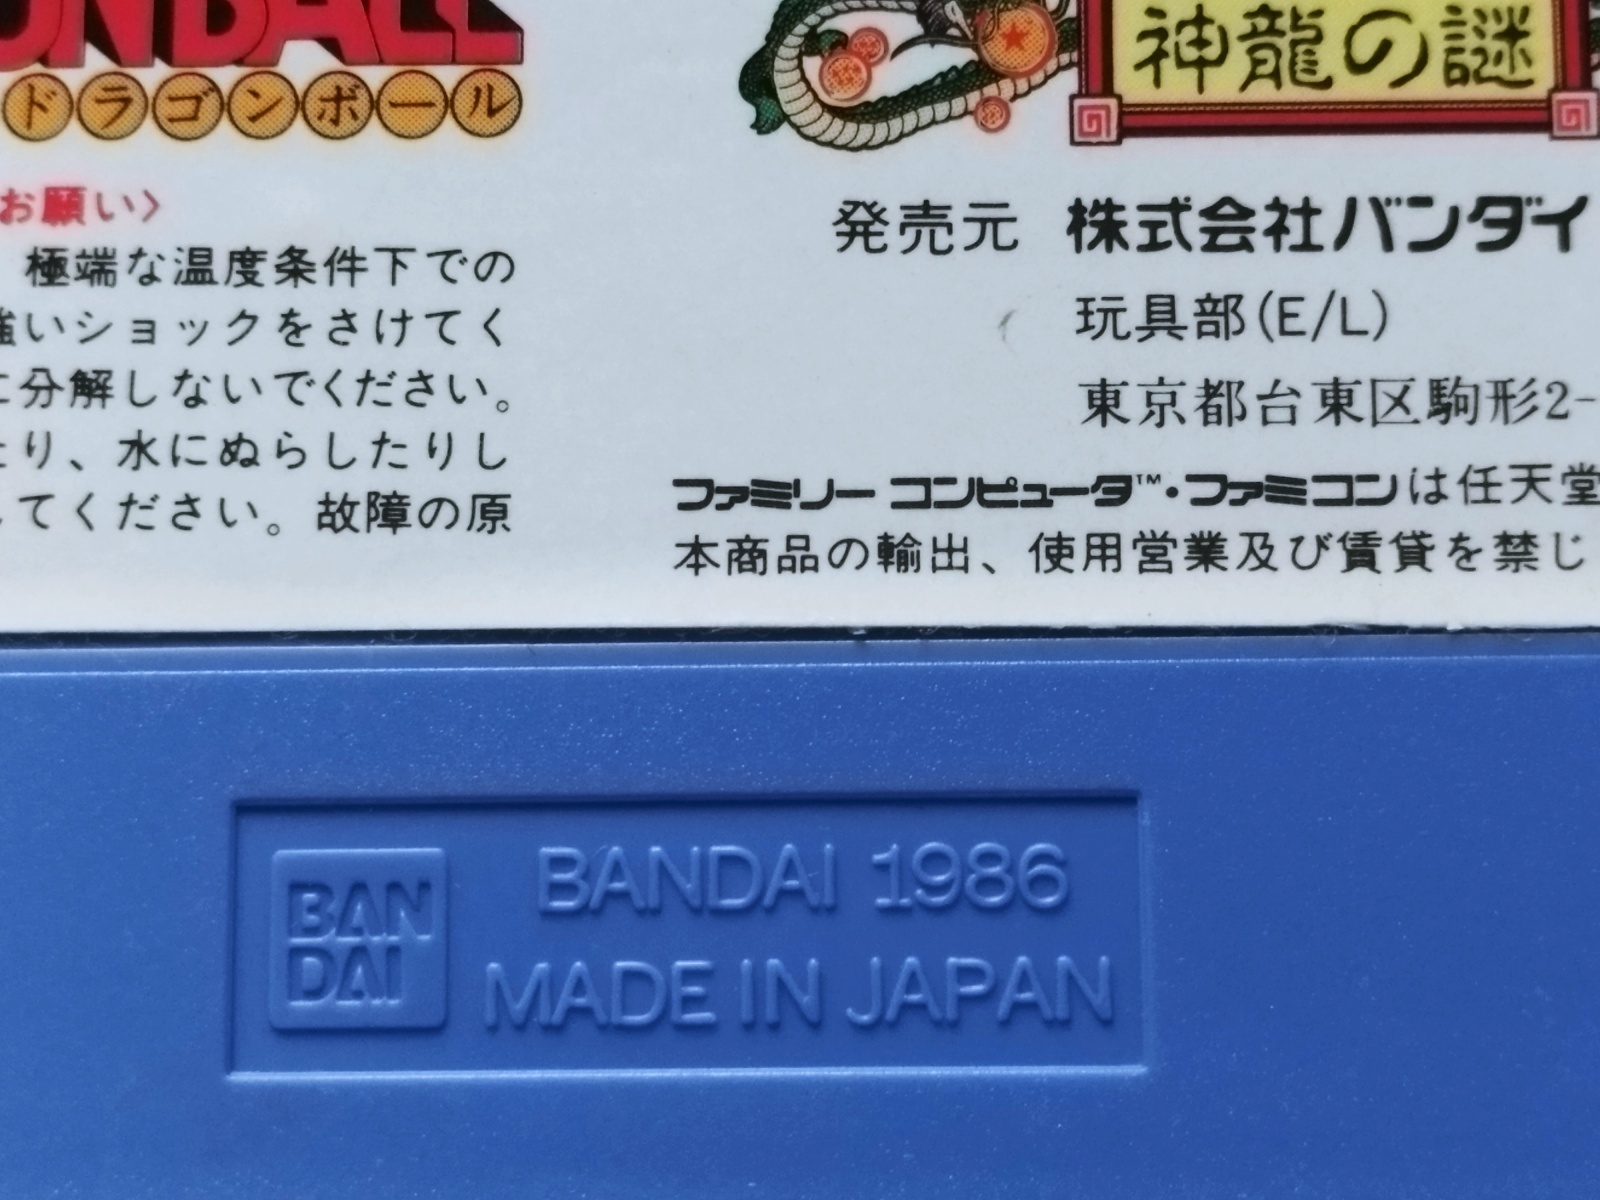 ドラゴンボール
お願い〉
極端な温度条件下での
強いショックをさけてく
に分解しないでください。
たり、水にぬらしたりし
してください。故障の原
神龍の謎
発売元 株式会社バンダイ
玩具部(E/L)
東京都台東区駒形2-
ファミリーコンピュータ™・ファミコンは任天堂
本商品の輸出、使用営業及び賃貸を禁じ
BAN
DAI
BANDAI 1986
MADE IN JAPAN